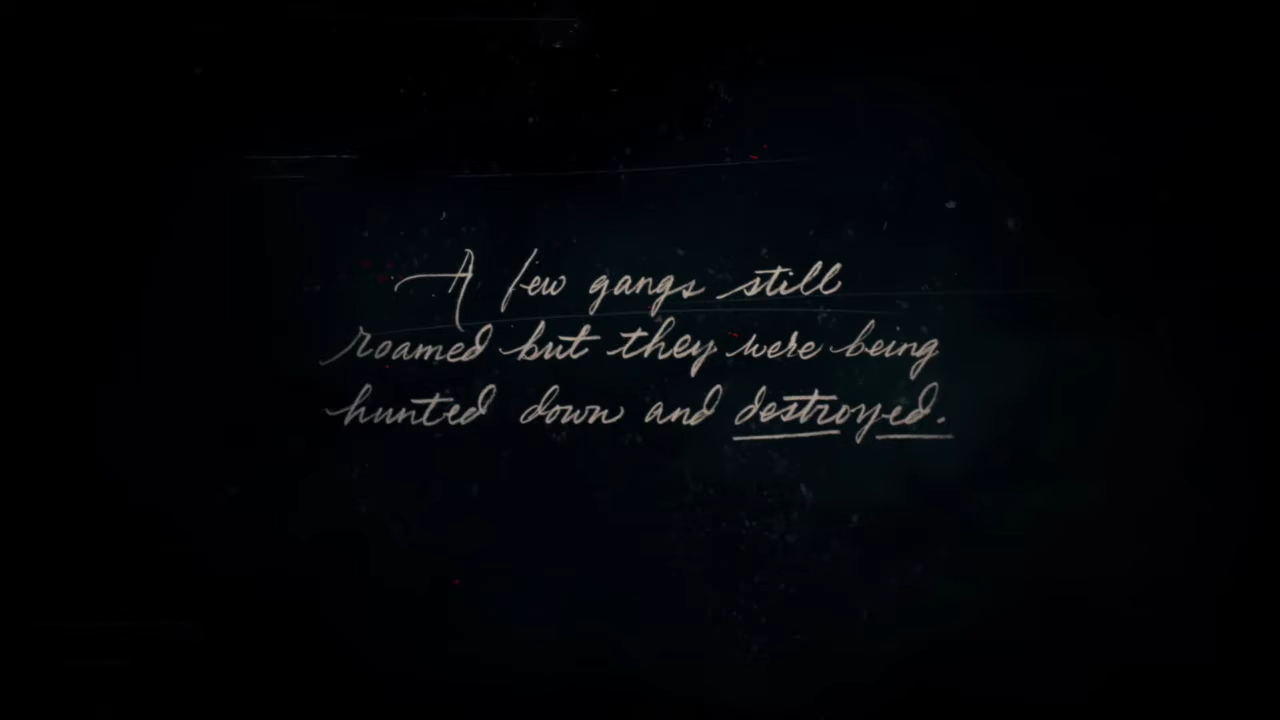 A few gangs still
roamed but they were being
hunted down and destroyed.